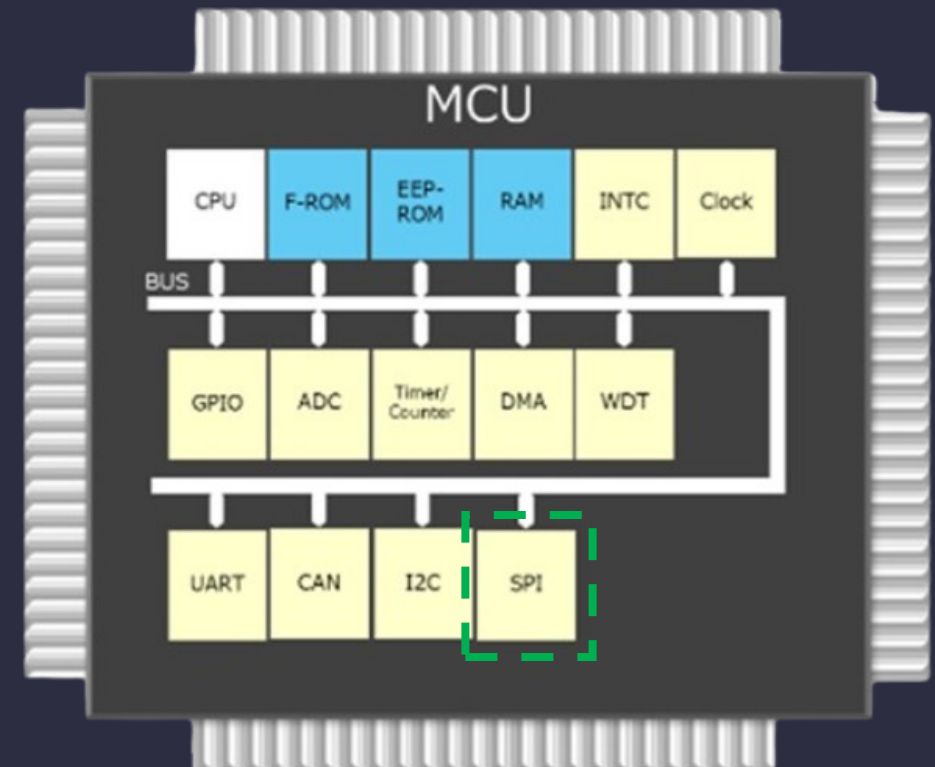 MCU
CPU
F-ROM
EEP-
ROM
RAM
INTC
Clock
BUS
GPIO
ADC
Timer/
Counter
DMA
WDT
UART
CAN
I2C
SPI